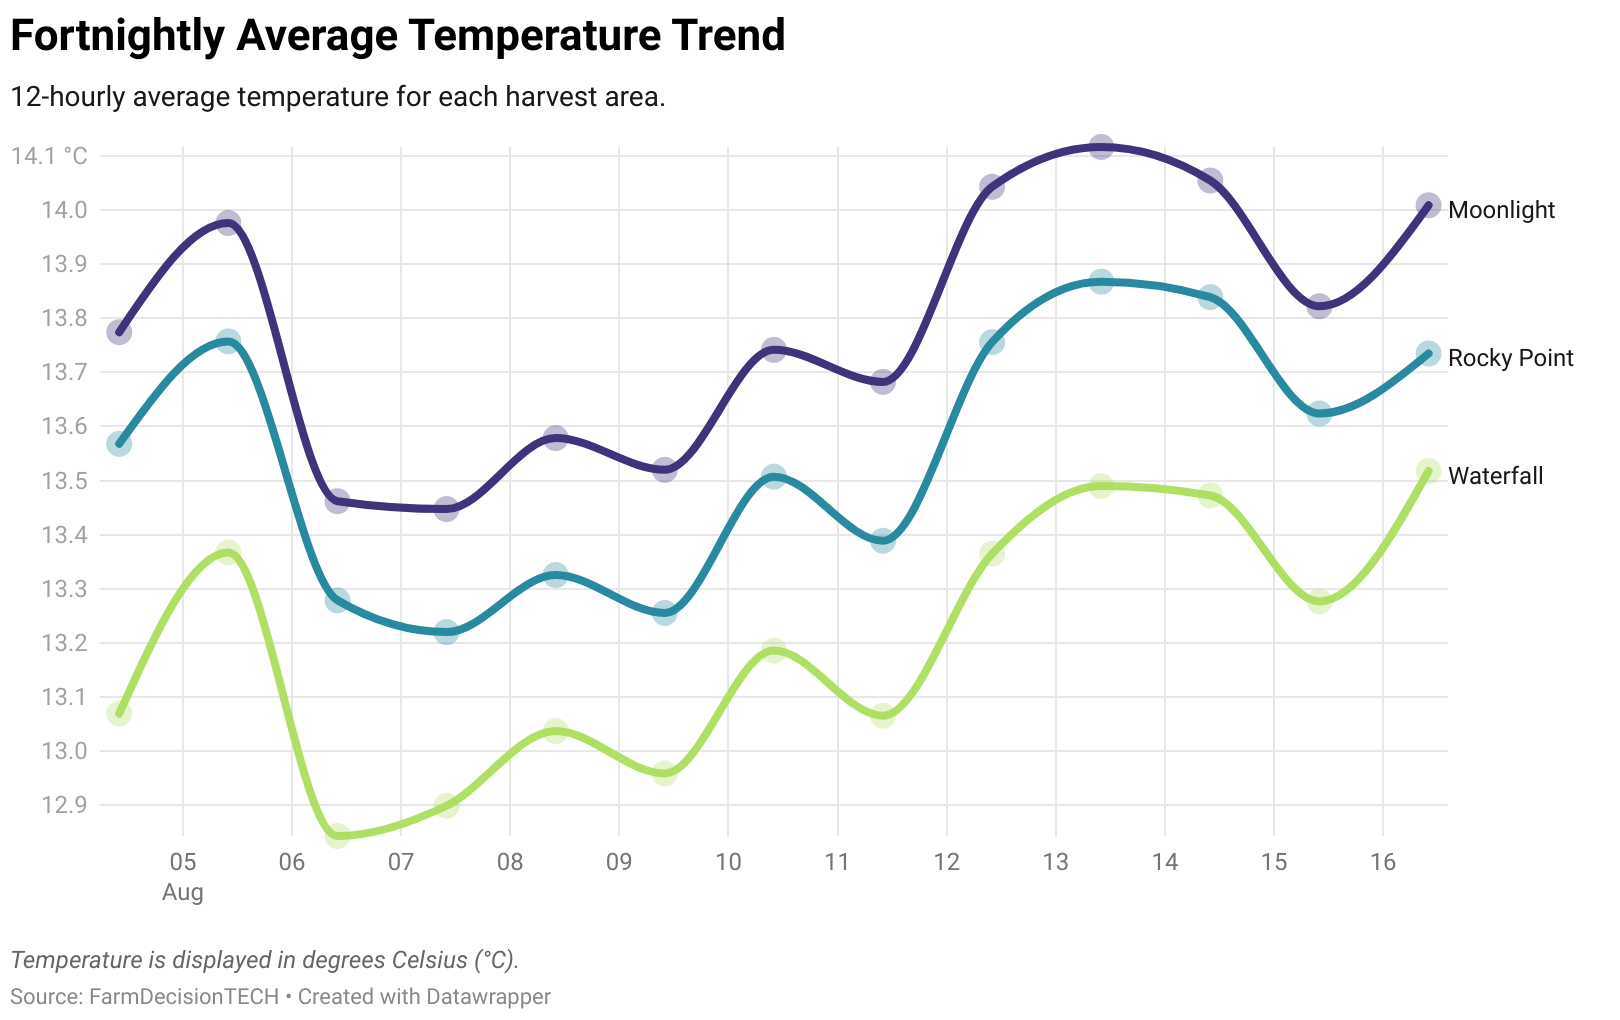 Fortnightly Average Temperature Trend
12-hourly average temperature for each harvest area.
14.1 °C
14.0
13.9
13.8
13.7
13.6
13.5
13.4
13.3
13.2
13.1
13.0
12.9
Moonlight
Rocky Point
Waterfall
05 06 07 08 09 10 11 12 13 14 15 16
Aug
Temperature is displayed in degrees Celsius (°C).
Source: FarmDecisionTECH • Created with Datawrapper